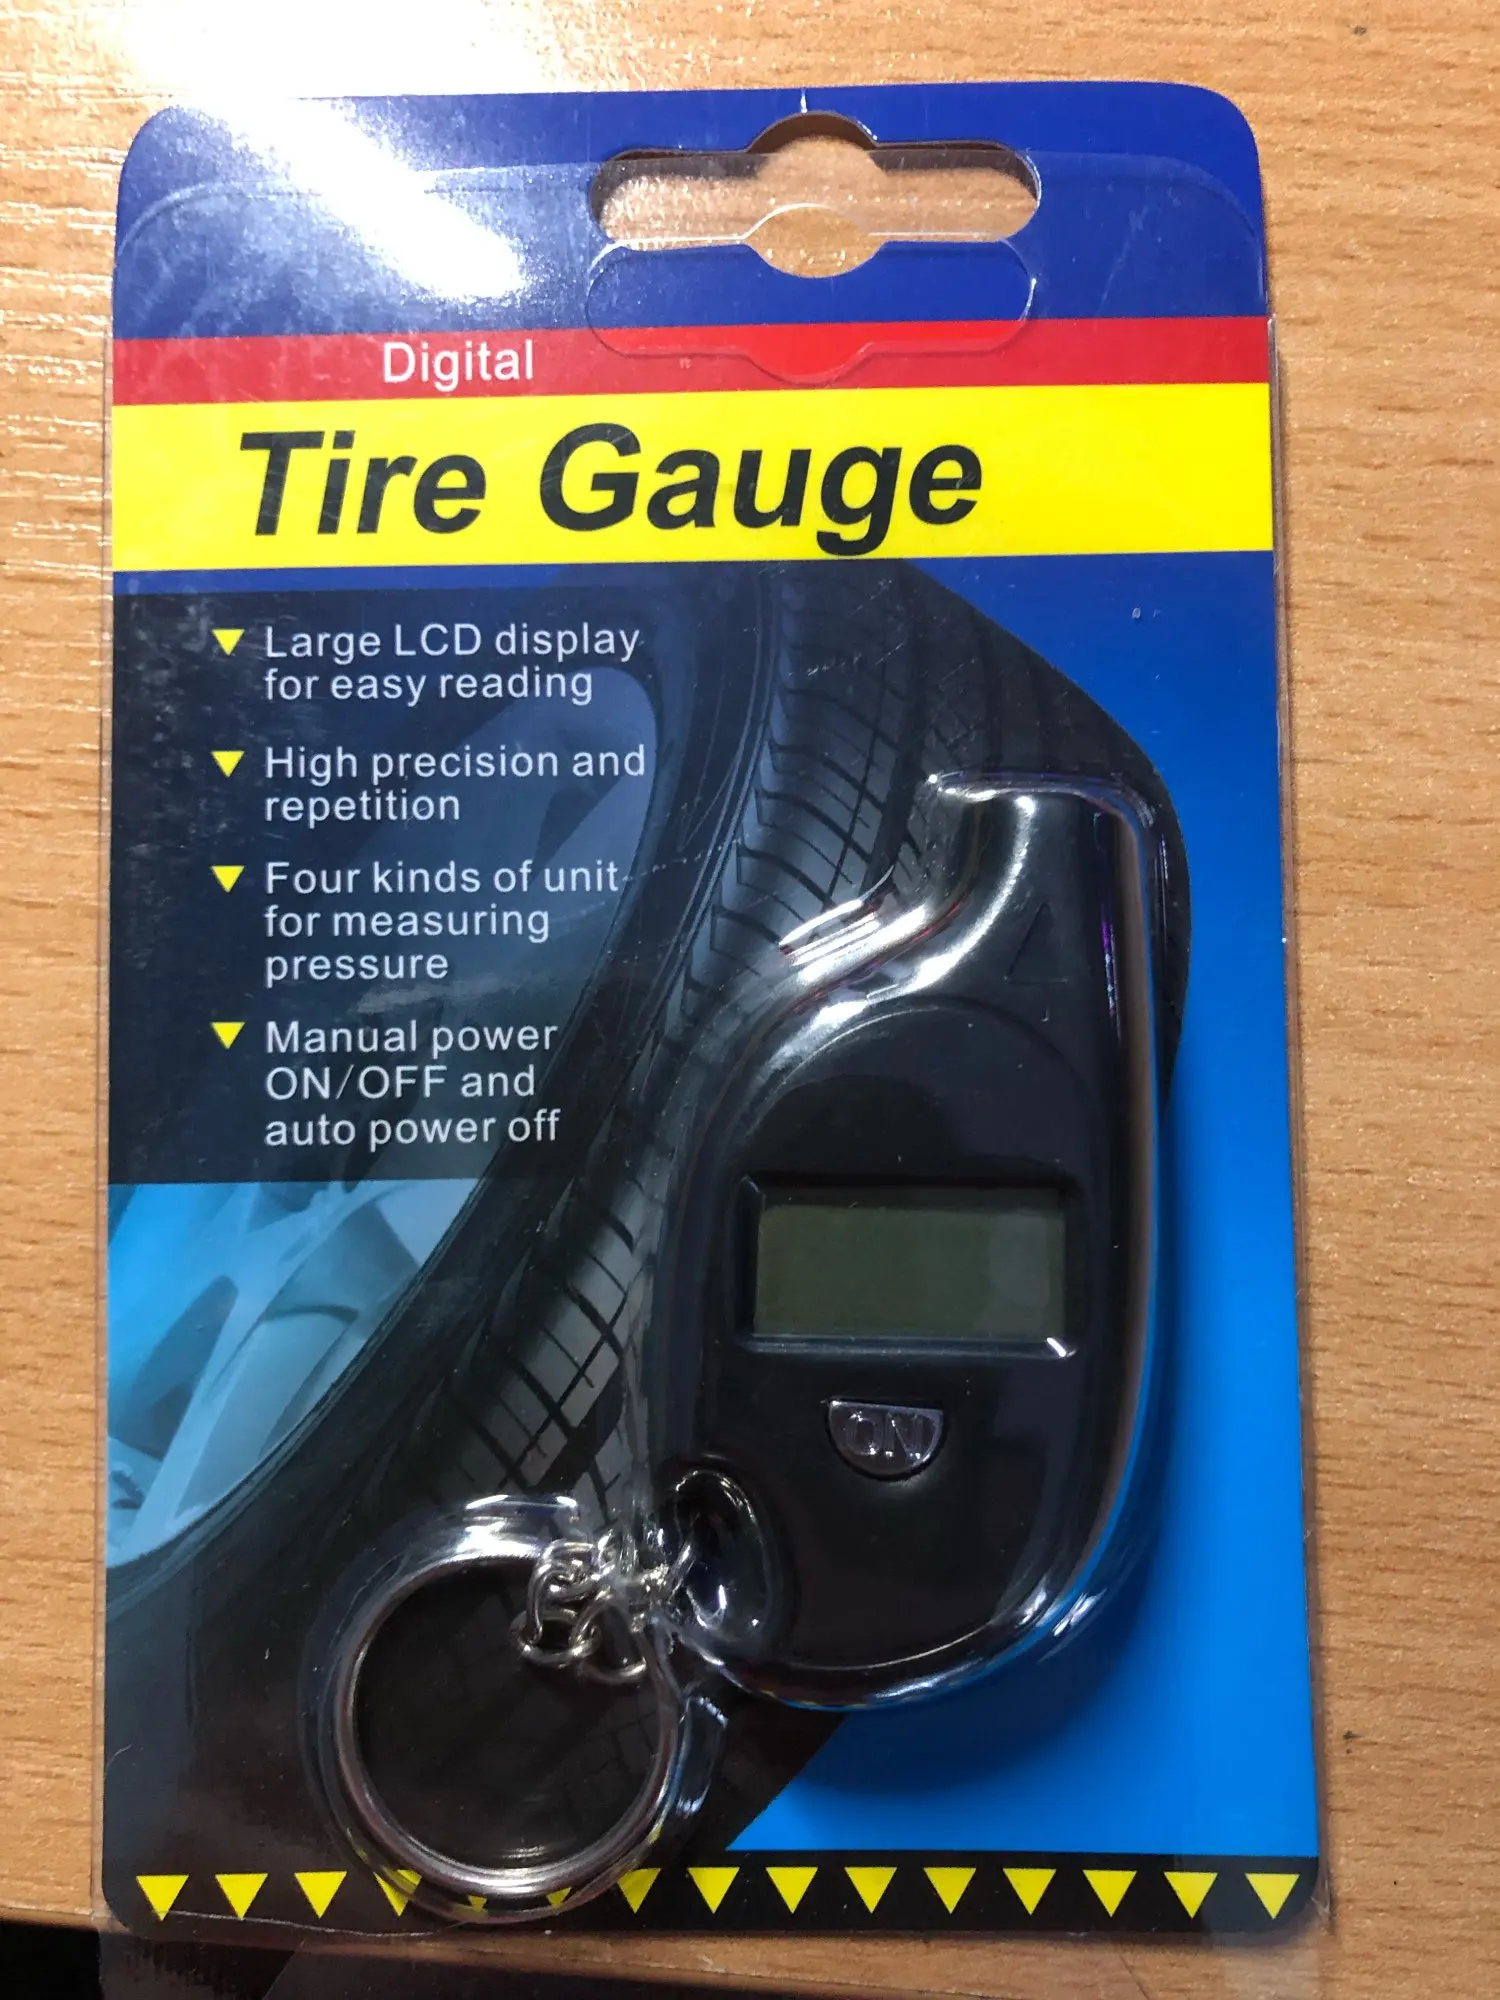 Digital
Tire Gauge
Large LCD display
for easy reading
High precision and
repetition
Four kinds of unit
for measuring
pressure
Manual power
ON/OFF and
auto power off
ON